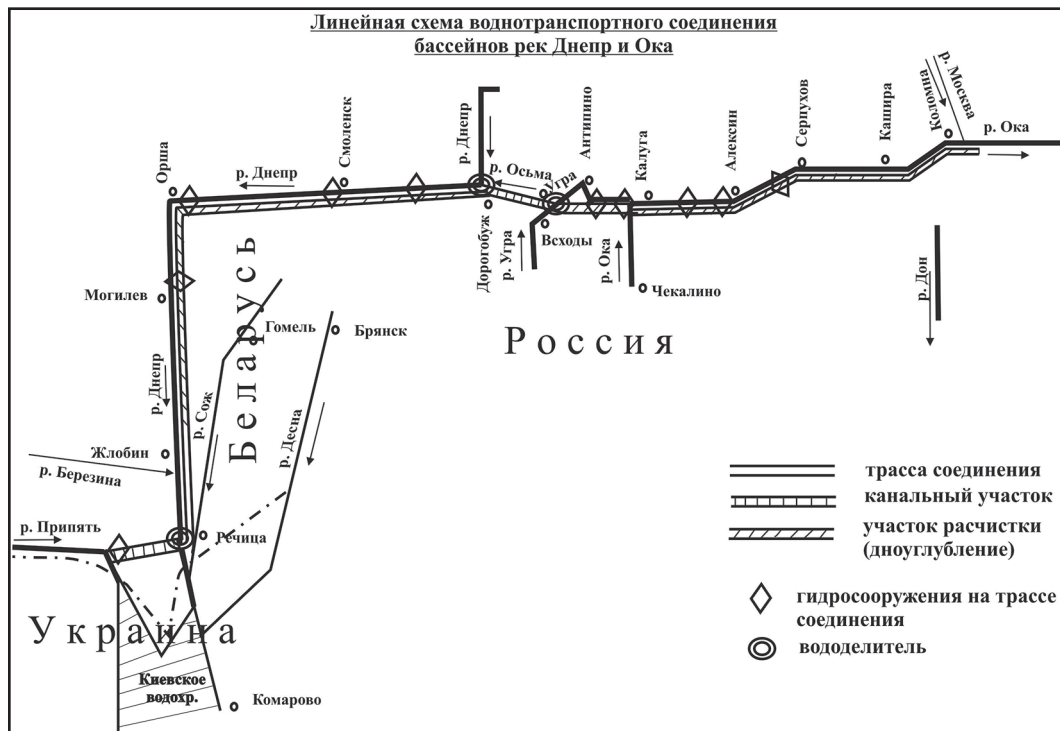 Линейная схема воднотранспортного соединения
бассейнов рек Днепр и Ока
Орша
р. Днепр
Смоленск
р. Днепр
р. Осьма
Угра
Антипино
Калуга
Алексин
Серпухов
Кашира
Коломна
р. Москва
р. Ока
Дорогобуж
р. Угра
Всходы
р. Ока
Чекалино
р. Дон
Могилев
р. Днепр
Беларусь
Гомель
Брянск
Россия
р. Сож
р. Десна
Жлобин
р. Березина
р. Припять
Речица
Украина
Киевское
водохр.
Комарово
трасса соединения
канальный участок
участок расчистки
(дноуглубление)
гидросооружения на трассе
соединения
вододелитель